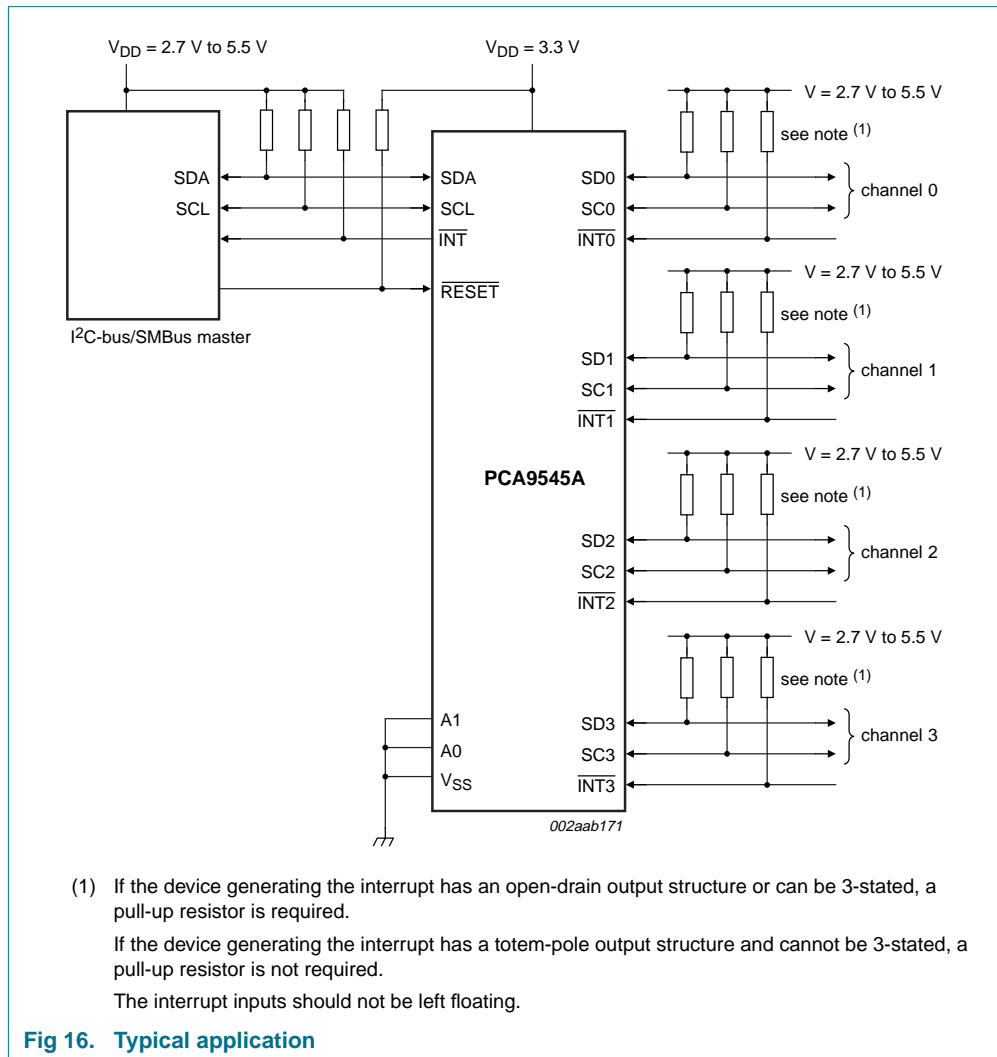 VDD = 2.7 V to 5.5 V
VDD = 3.3 V
V = 2.7 V to 5.5 V
see note (1)
SDA
SCL
SDA
SCL
INT
RESET
SD0
SC0
INT0
channel 0
I2C-bus/SMBus master
V = 2.7 V to 5.5 V
see note (1)
SD1
SC1
INT1
channel 1
PCA9545A
V = 2.7 V to 5.5 V
see note (1)
SD2
SC2
INT2
channel 2
V = 2.7 V to 5.5 V
see note (1)
A1
A0
VSS
SD3
SC3
INT3
channel 3
002aab171
(1) If the device generating the interrupt has an open-drain output structure or can be 3-stated, a
pull-up resistor is required.
If the device generating the interrupt has a totem-pole output structure and cannot be 3-stated, a
pull-up resistor is not required.
The interrupt inputs should not be left floating.
Fig 16. Typical application